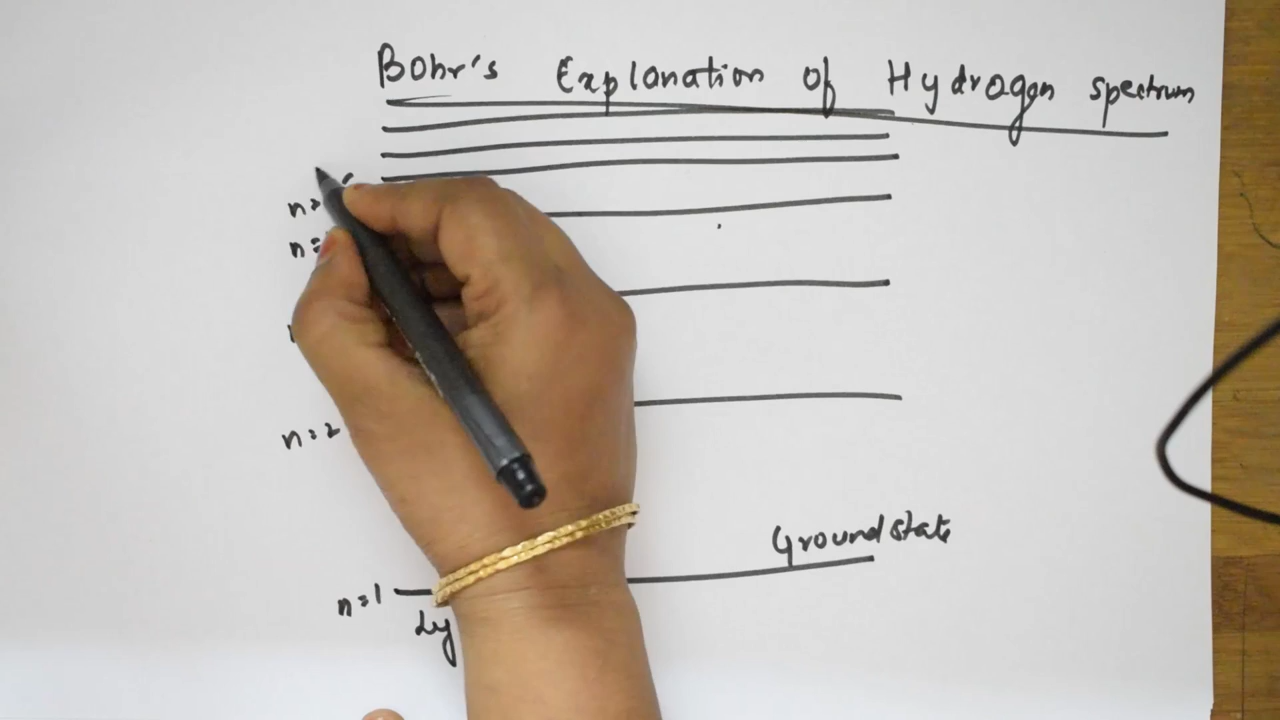 Bohr's Explanation of Hydrogen spectrum
n=2
Ground state
n=1